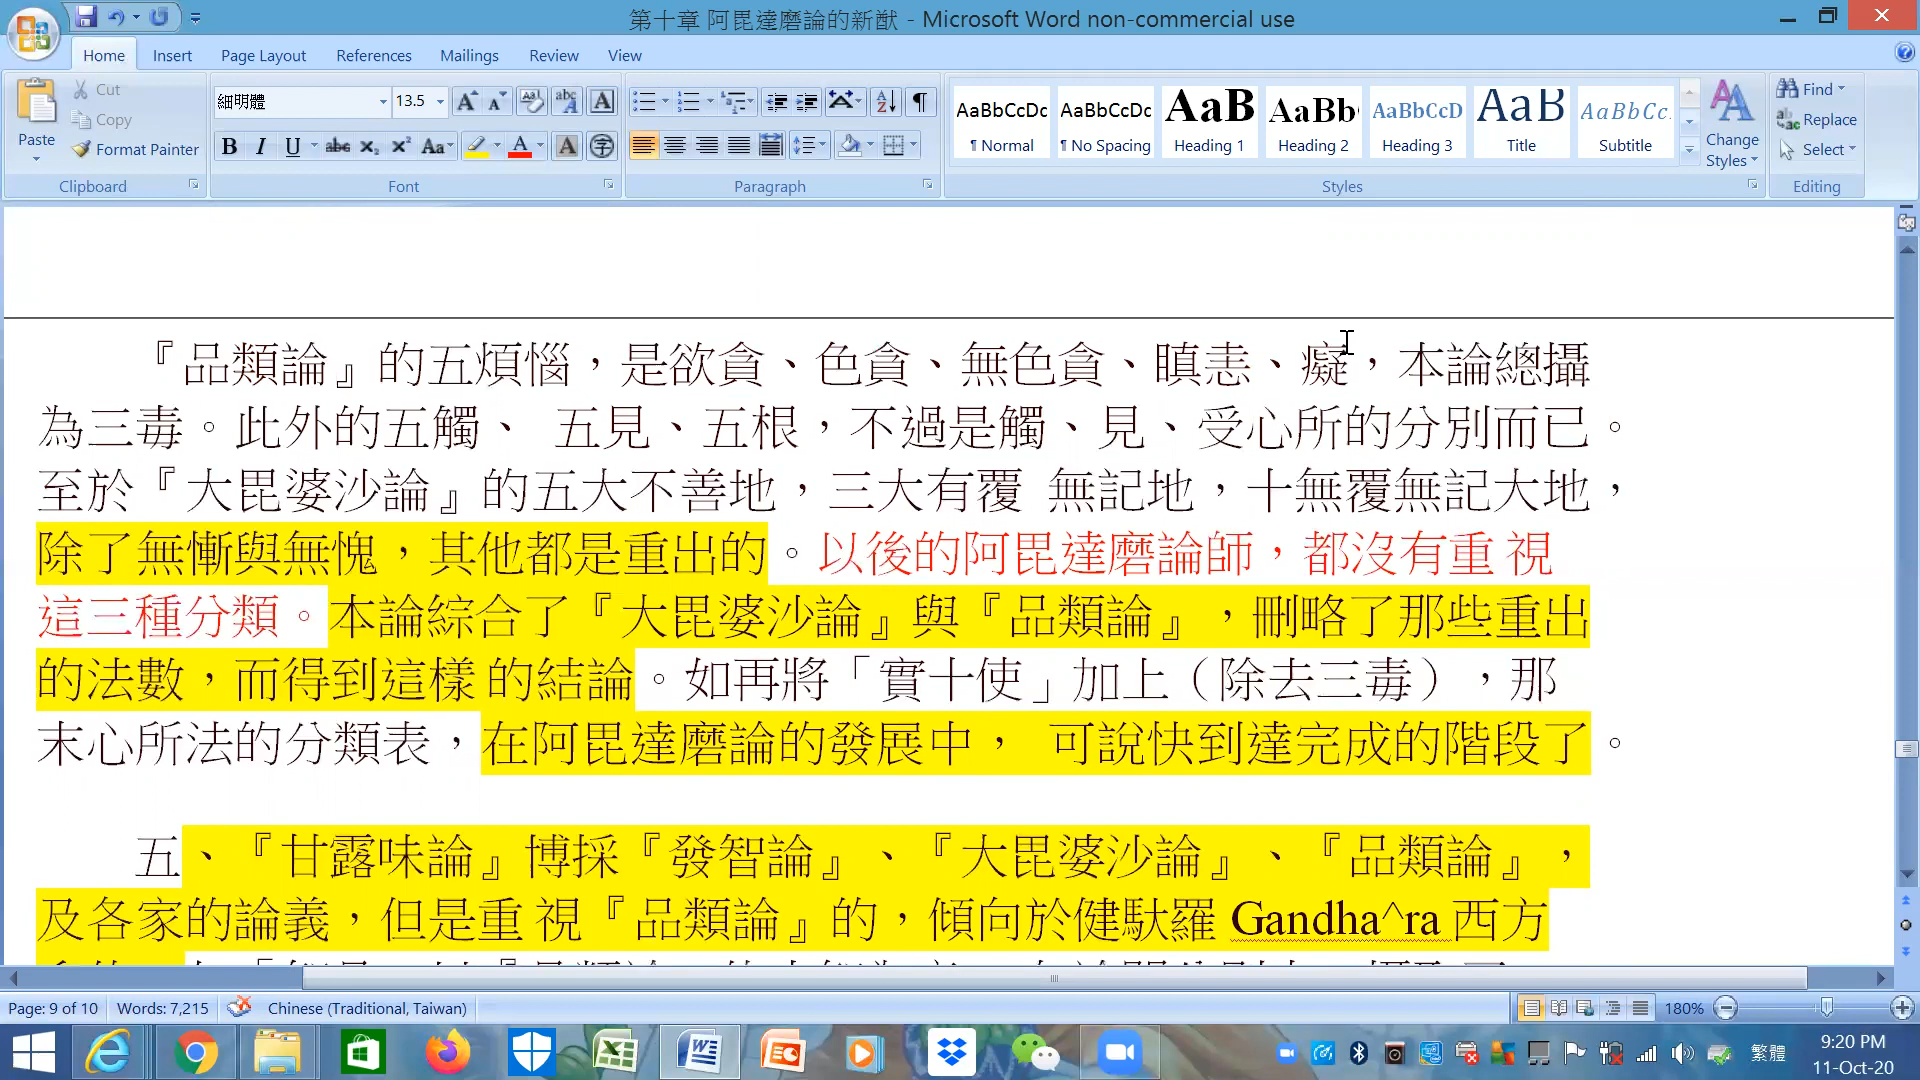 第十章 阿毘達磨論的新猷 - Microsoft Word non-commercial use
Home Insert Page Layout References Mailings Review View
Paste
Cut
Copy
Format Painter
Clipboard
細明體 13.5
Font
Paragraph
AaBbCcDc AaBbCcDc AaB AaBb AaBbCcD AaB AaBbCc.
¶ Normal ¶ No Spacing Heading 1 Heading 2 Heading 3 Title Subtitle
Change Styles
Styles
Find
Replace
Select
Editing
『品類論』的五煩惱，是欲貪、色貪、無色貪、瞋恚、癡，本論總攝
為三毒。此外的五觸、 五見、五根，不過是觸、見、受心所的分別而已。
至於『大毘婆沙論』的五大不善地，三大有覆 無記地，十無覆無記大地，
除了無慚與無愧，其他都是重出的。以後的阿毘達磨論師，都沒有重 視
這三種分類。本論綜合了『大毘婆沙論』與『品類論』，刪略了那些重出
的法數，而得到這樣 的結論。如再將「實十使」加上（除去三毒），那
末心所法的分類表，在阿毘達磨論的發展中， 可說快到達完成的階段了。
五、『甘露味論』博採『發智論』、『大毘婆沙論』、『品類論』，
及各家的論義，但是重 視『品類論』的，傾向於健馱羅 Gandha^ra 西方
Page: 9 of 10 Words: 7,215 Chinese (Traditional, Taiwan) 180%
繁體
9:20 PM
11-Oct-20